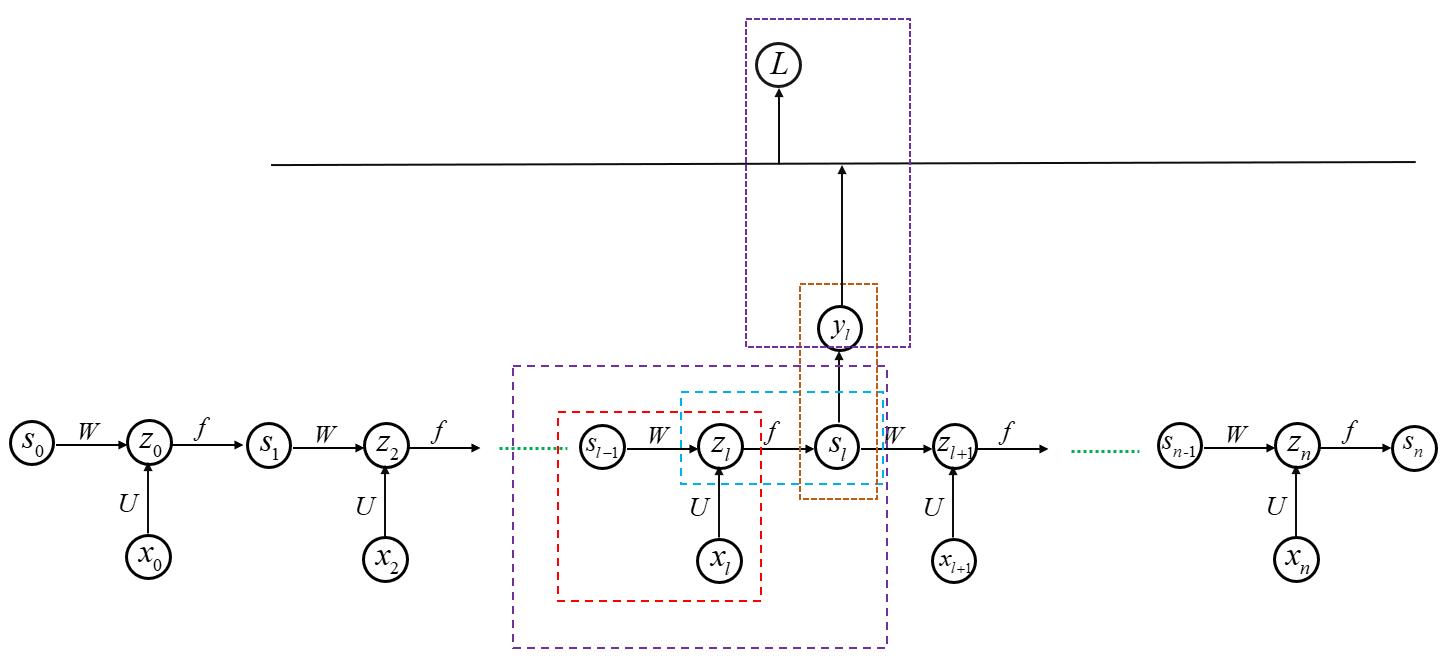 L
y_l
s_0 W z_0 f s_1 W z_2 f s_{l-1} W z_l f s_l W z_{l+1} f s_{n-1} W z_n f s_n
U U U U U
x_0 x_2 x_l x_{l+1} x_n